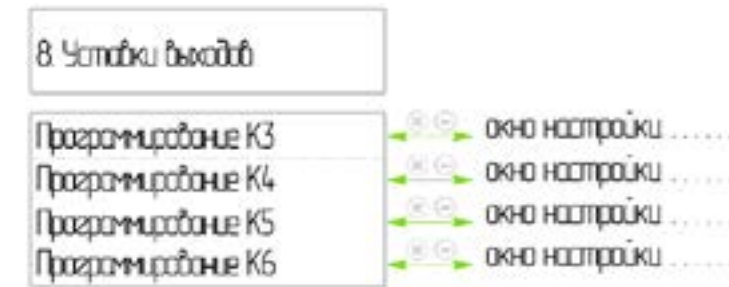 8. Уставки выходов
Программирование К3 окно настройки ......
Программирование К4 окно настройки ......
Программирование К5 окно настройки ......
Программирование К6 окно настройки ......